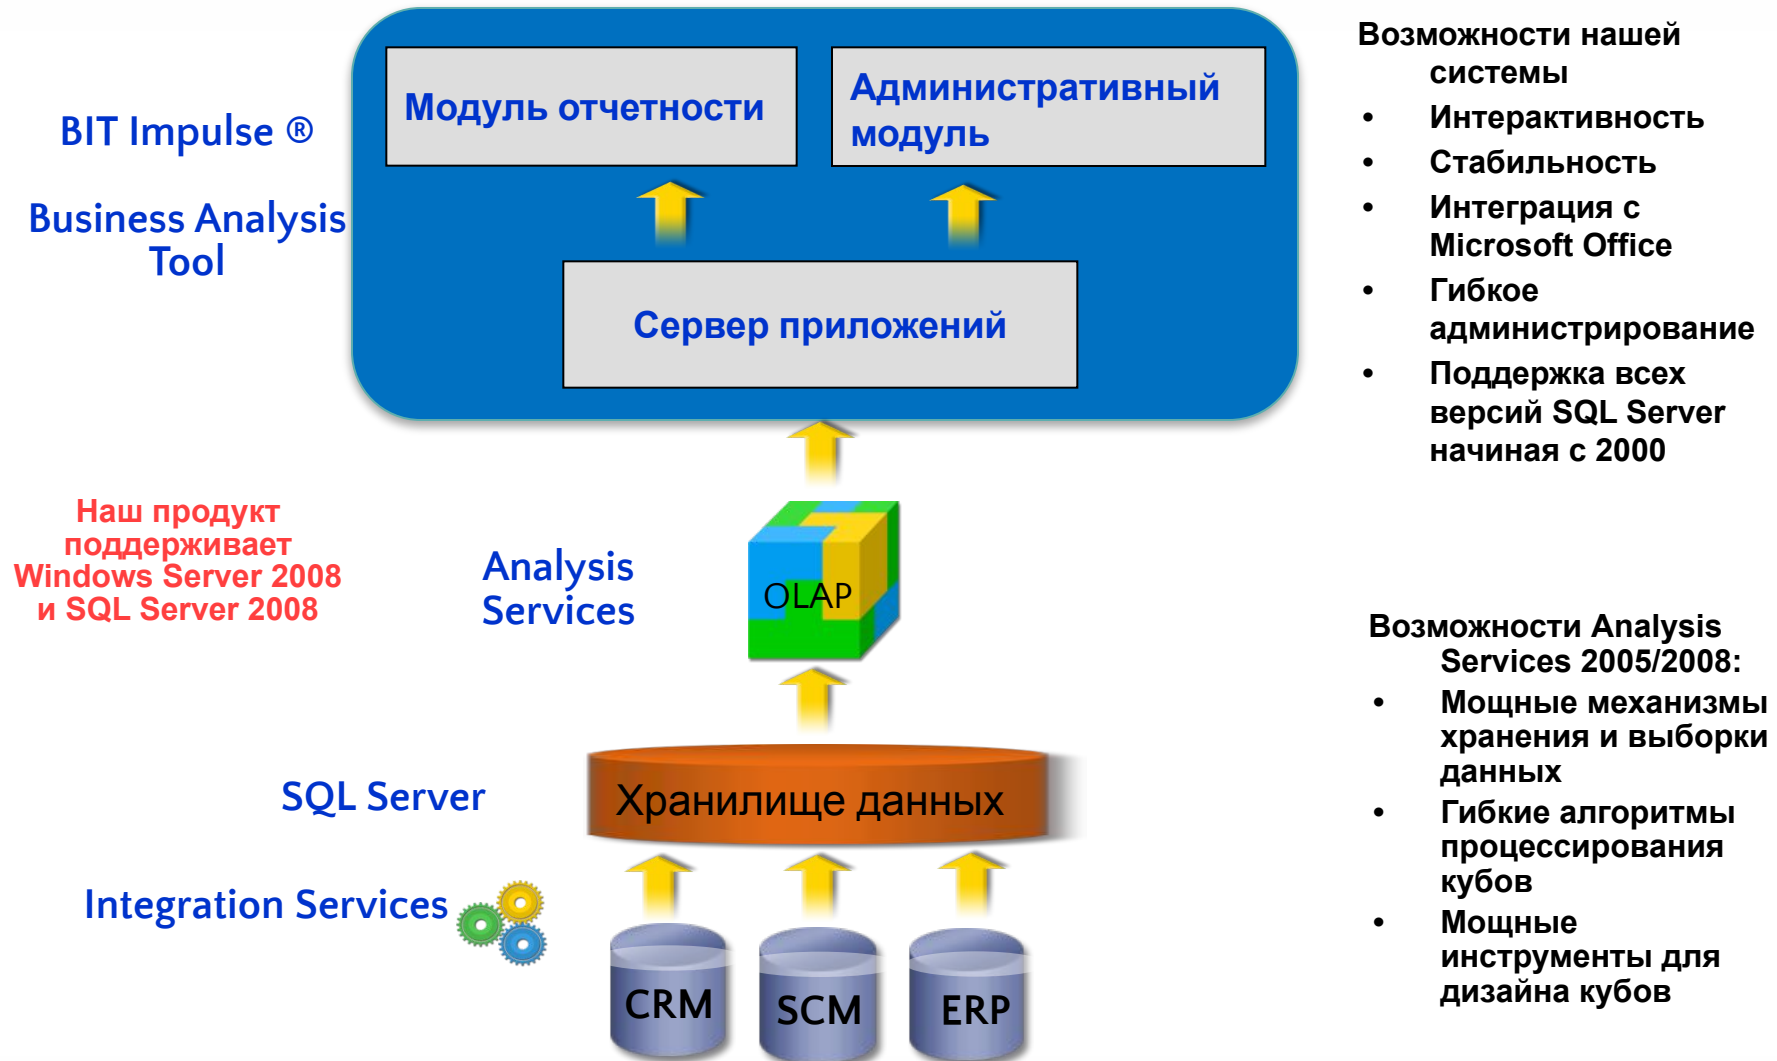 BIT Impulse ®
Business Analysis
Tool
Модуль отчетности
Административный
модуль
Сервер приложений
Возможности нашей
системы
• Интерактивность
• Стабильность
• Интеграция с
Microsoft Office
• Гибкое
администрирование
• Поддержка всех
версий SQL Server
начиная с 2000
Наш продукт
поддерживает
Windows Server 2008
и SQL Server 2008
Analysis
Services
OLAP
Возможности Analysis
Services 2005/2008:
• Мощные механизмы
хранения и выборки
данных
• Гибкие алгоритмы
процессирования
кубов
• Мощные
инструменты для
дизайна кубов
SQL Server
Хранилище данных
Integration Services
CRM
SCM
ERP